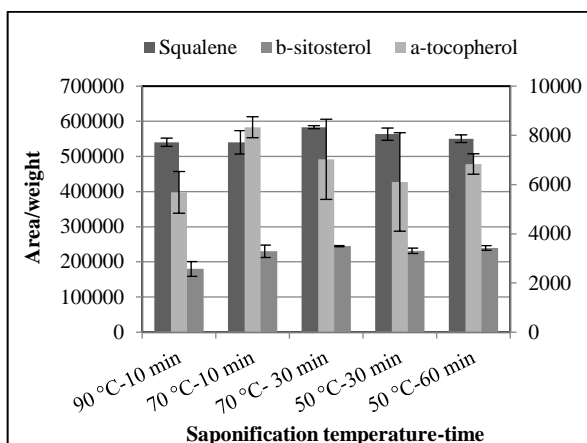 Squalene b-sitosterol a-tocopherol
700000
600000
500000
400000
300000
200000
100000
0
10000
8000
6000
4000
2000
0
Area/weight
90 °C-10 min
70 °C-10 min
70 °C- 30 min
50 °C-30 min
50 °C-60 min
Saponification temperature-time